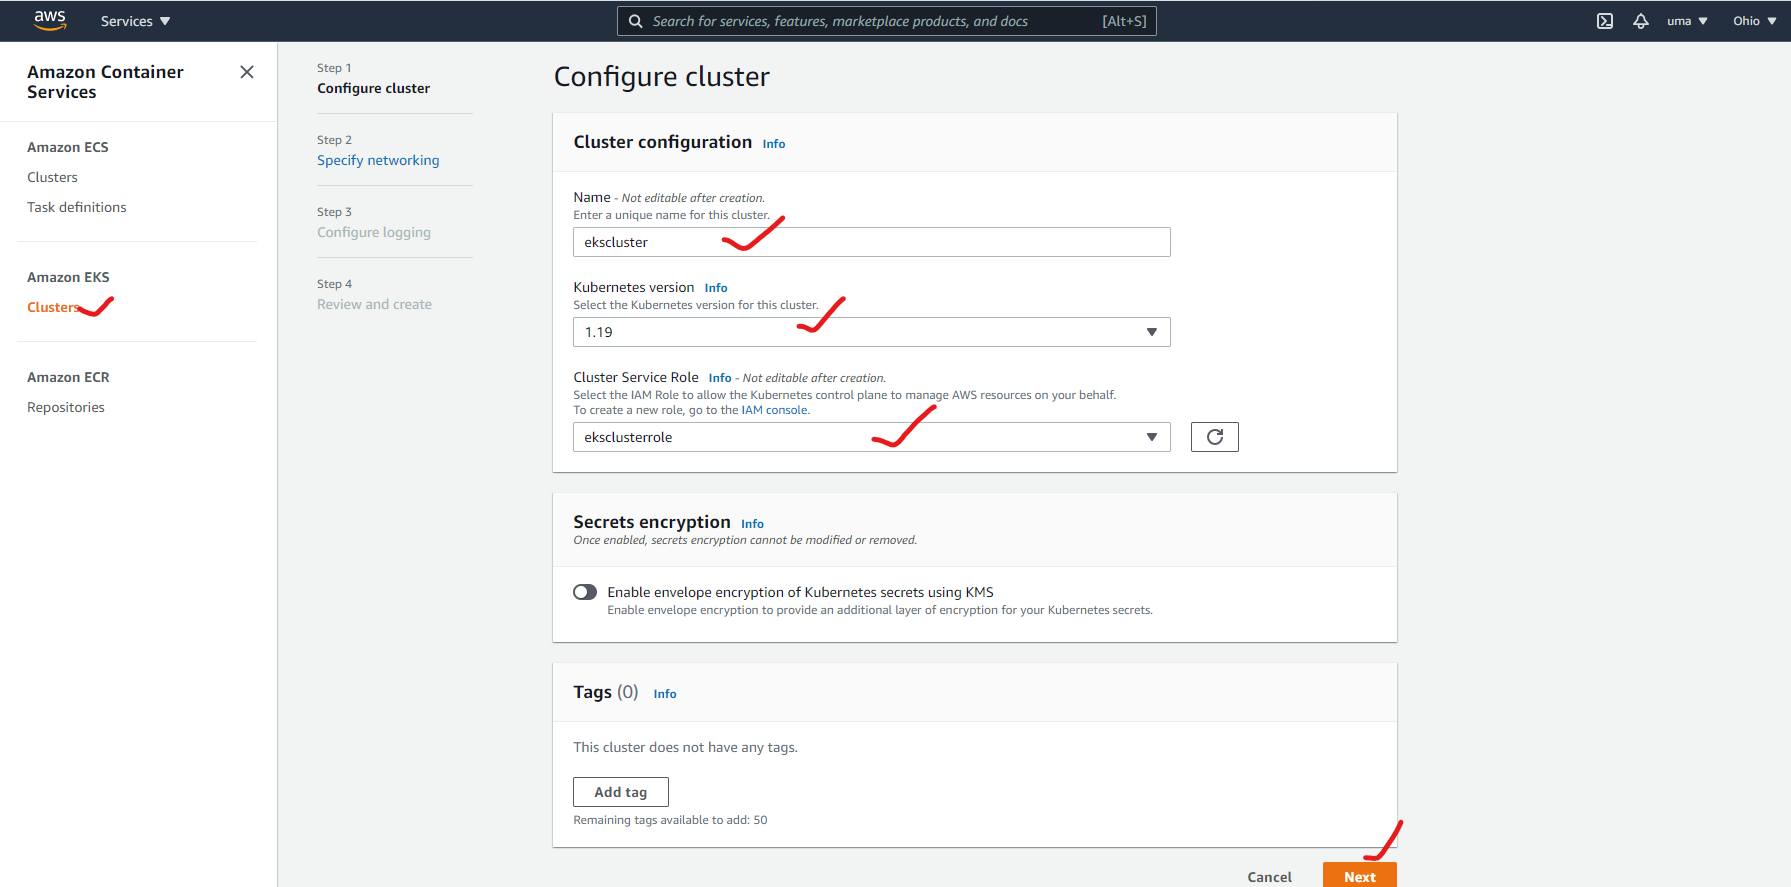 aws
Services
Search for services, features, marketplace products, and docs [Alt+S]
uma
Ohio
Amazon Container
Services
Amazon ECS
Clusters
Task definitions
Amazon EKS
Clusters
Amazon ECR
Repositories
Step 1
Configure cluster
Step 2
Specify networking
Step 3
Configure logging
Step 4
Review and create
Configure cluster
Cluster configuration Info
Name - Not editable after creation.
Enter a unique name for this cluster.
ekscluster
Kubernetes version Info
Select the Kubernetes version for this cluster.
1.19
Cluster Service Role Info - Not editable after creation.
Select the IAM Role to allow the Kubernetes control plane to manage AWS resources on your behalf.
To create a new role, go to the IAM console.
eksclusterrole
Secrets encryption Info
Once enabled, secrets encryption cannot be modified or removed.
Enable envelope encryption of Kubernetes secrets using KMS
Enable envelope encryption to provide an additional layer of encryption for your Kubernetes secrets.
Tags (0) Info
This cluster does not have any tags.
Add tag
Remaining tags available to add: 50
Cancel
Next